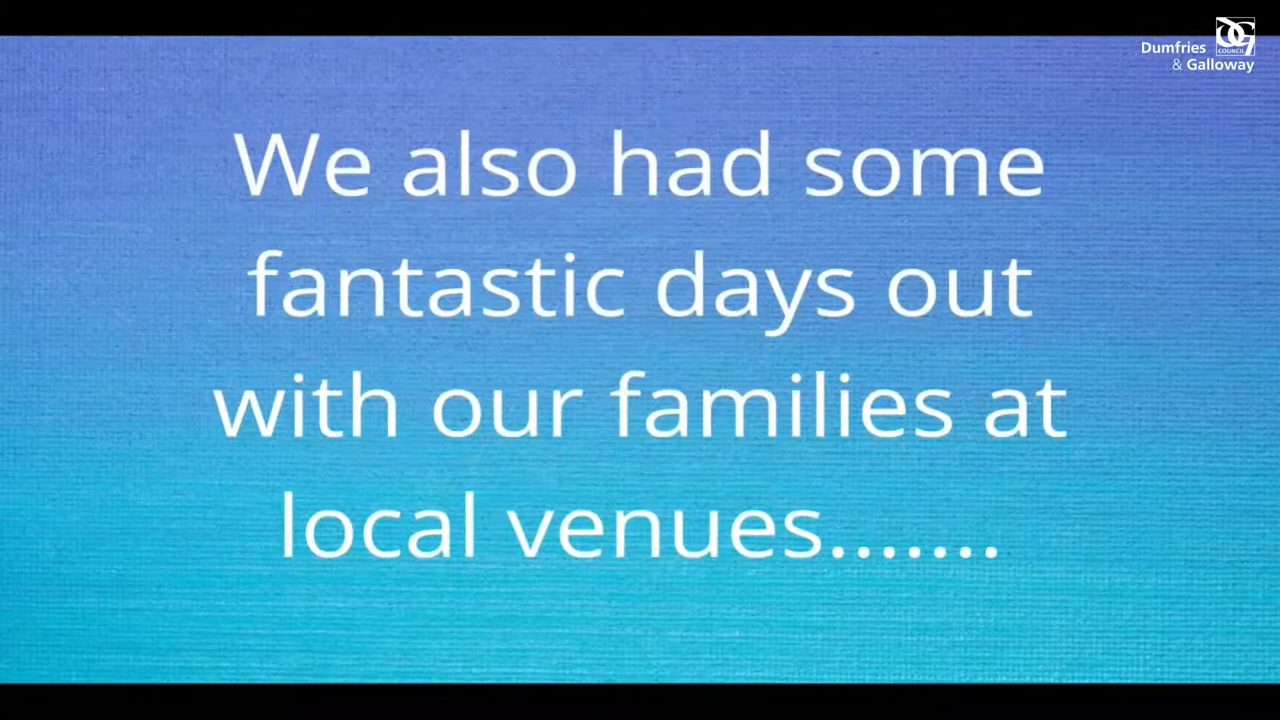 Dumfries
& Galloway
COUNCIL
We also had some
fantastic days out
with our families at
local venues.......